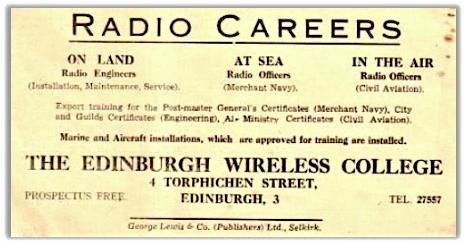 RADIO CAREERS
ON LAND AT SEA IN THE AIR
Radio Engineers Radio Officers Radio Officers
(Installation, Maintenance, Service). (Merchant Navy). (Civil Aviation).
Expert training for the Post-master General's Certificates (Merchant Navy), City
and Guilds Certificates (Engineering), Air Ministry Certificates (Civil Aviation).
Marine and Aircraft installations, which are approved for training are installed.
THE EDINBURGH WIRELESS COLLEGE
4 TORPHICHEN STREET,
PROSPECTUS FREE. EDINBURGH, 3 TEL. 27557
George Lewis & Co. (Publishers) Ltd., Selkirk.